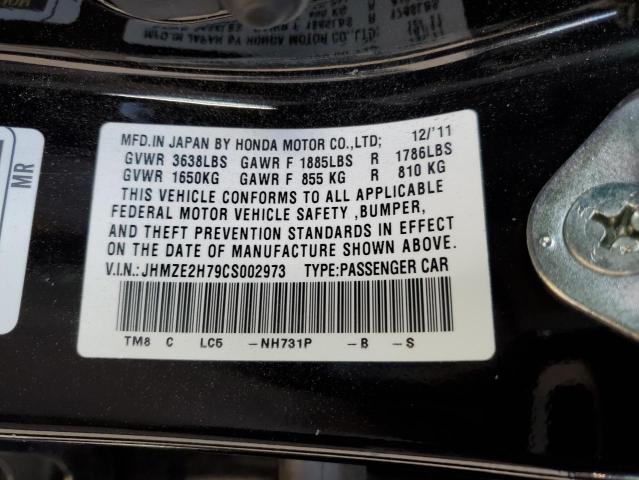 MFD.IN JAPAN BY HONDA MOTOR CO.,LTD; 12/'11
GVWR 3638LBS GAWR F 1885LBS R 1786LBS
GVWR 1650KG GAWR F 855 KG R 810 KG
THIS VEHICLE CONFORMS TO ALL APPLICABLE
FEDERAL MOTOR VEHICLE SAFETY ,BUMPER,
AND THEFT PREVENTION STANDARDS IN EFFECT
ON THE DATE OF MANUFACTURE SHOWN ABOVE.
V.I.N.:JHMZE2H79CS002973 TYPE:PASSENGER CAR
TM8 C LC5 -NH731P -B -S
MR